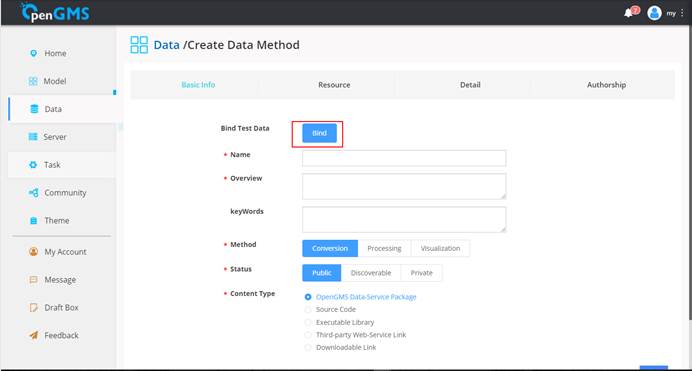 OpenGMS
7
my
Home
Model
Data
Server
Task
Community
Theme
My Account
Message
Draft Box
Feedback
Data /Create Data Method
Basic Info Resource Detail Authorship
Bind Test Data Bind
* Name
* Overview
keyWords
* Method Conversion Processing Visualization
* Status Public Discoverable Private
* Content Type OpenGMS Data-Service Package
Source Code
Executable Library
Third-party Web-Service Link
Downloadable Link